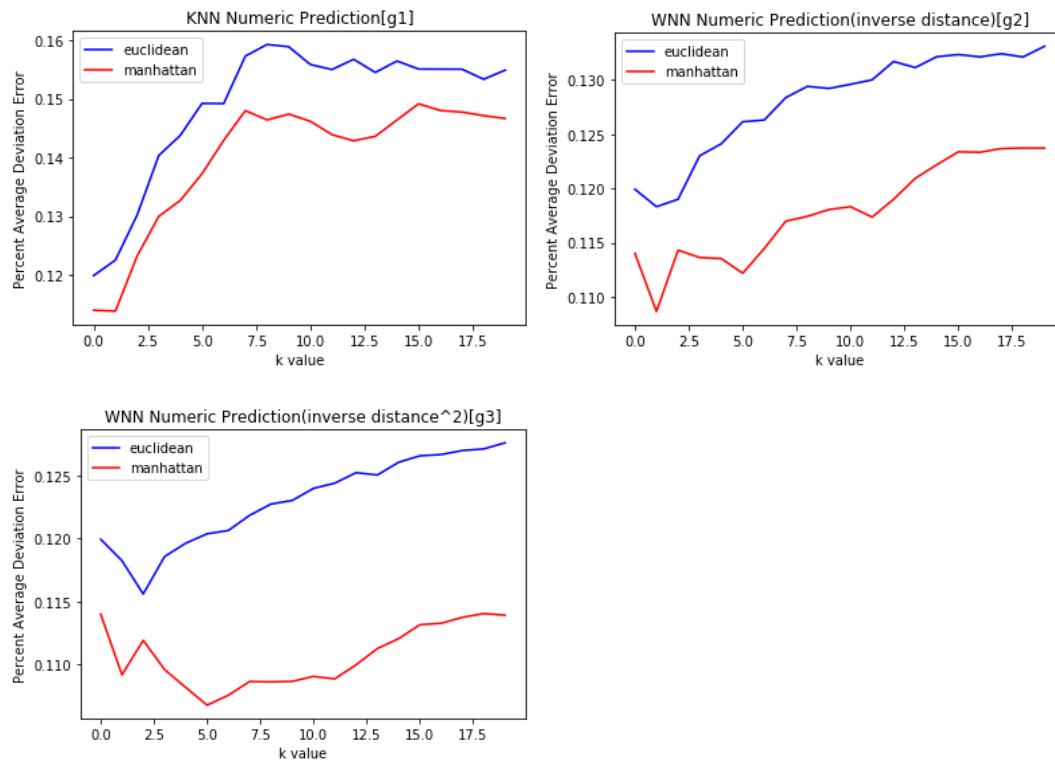 KNN Numeric Prediction[g1]
euclidean
manhattan
Percent Average Deviation Error
0.16
0.15
0.14
0.13
0.12
0.0 2.5 5.0 7.5 10.0 12.5 15.0 17.5
k value
WNN Numeric Prediction(inverse distance)[g2]
euclidean
manhattan
Percent Average Deviation Error
0.130
0.125
0.120
0.115
0.110
0.0 2.5 5.0 7.5 10.0 12.5 15.0 17.5
k value
WNN Numeric Prediction(inverse distance^2)[g3]
euclidean
manhattan
Percent Average Deviation Error
0.125
0.120
0.115
0.110
0.0 2.5 5.0 7.5 10.0 12.5 15.0 17.5
k value